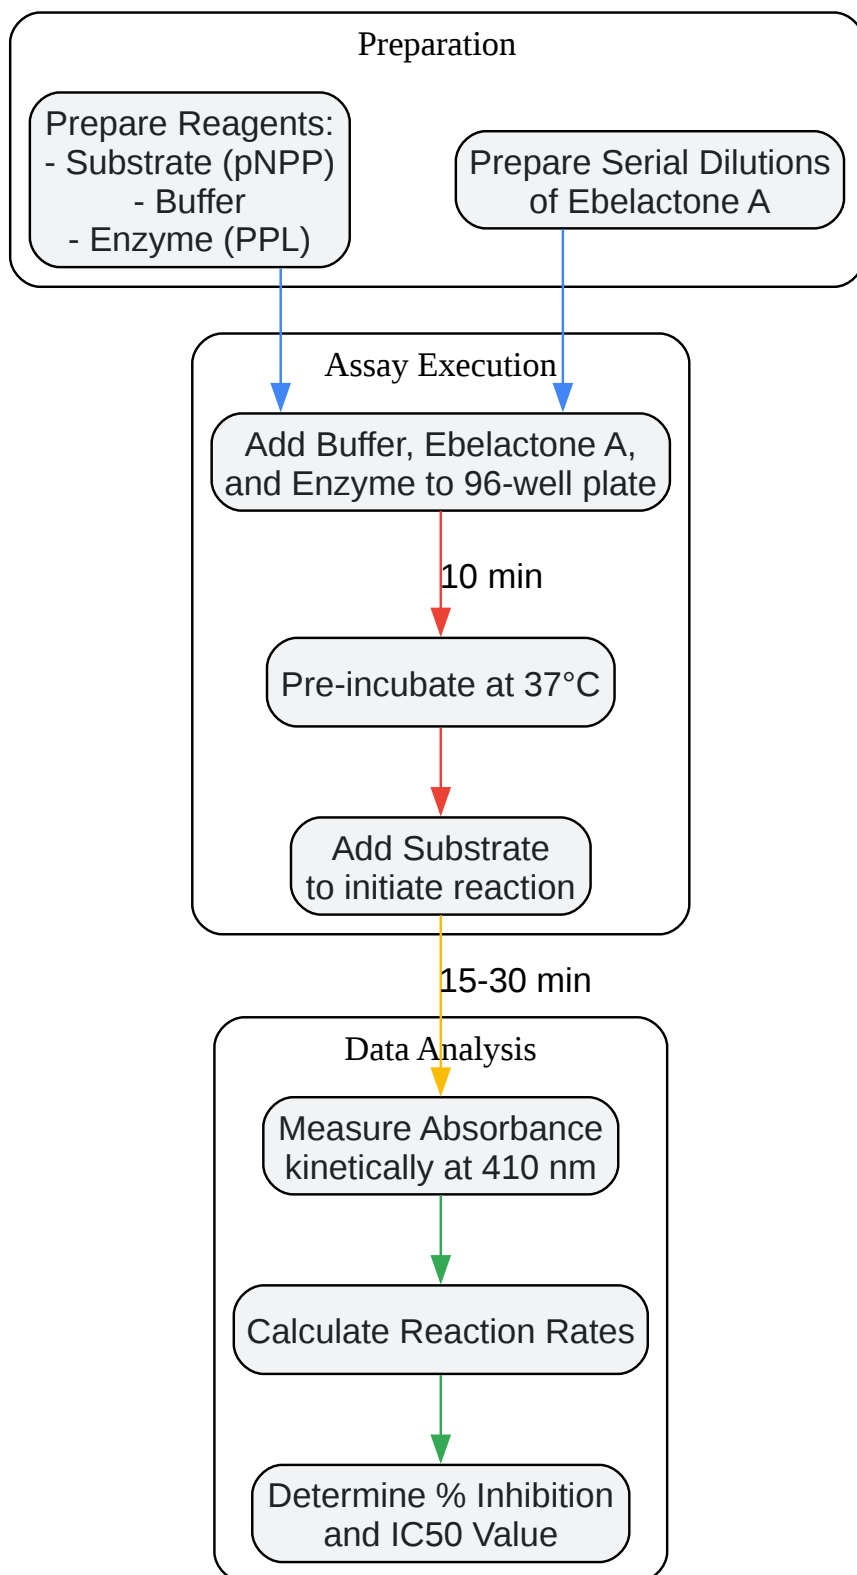 Preparation
Prepare Reagents:
- Substrate (pNPP)
- Buffer
- Enzyme (PPL)
Prepare Serial Dilutions
of Ebelactone A
Assay Execution
Add Buffer, Ebelactone A,
and Enzyme to 96-well plate
10 min
Pre-incubate at 37°C
Add Substrate
to initiate reaction
15-30 min
Data Analysis
Measure Absorbance
kinetically at 410 nm
Calculate Reaction Rates
Determine % Inhibition
and IC50 Value